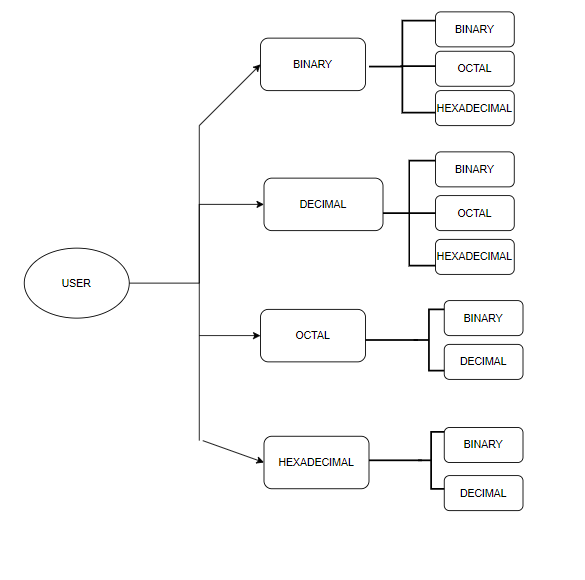 BINARY
BINARY
OCTAL
HEXADECIMAL
DECIMAL
BINARY
OCTAL
HEXADECIMAL
USER
OCTAL
BINARY
DECIMAL
HEXADECIMAL
BINARY
DECIMAL